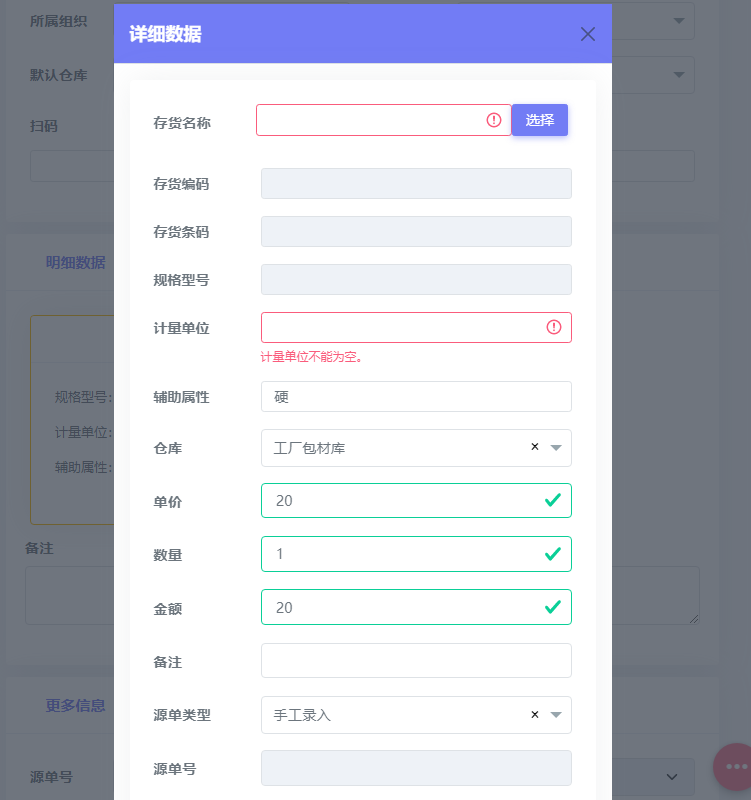 所属组织
默认仓库
扫码
明细数据
规格型号:
计量单位:
辅助属性:
备注
更多信息
源单号
详细数据
存货名称
选择
存货编码
存货条码
规格型号
计量单位
计量单位不能为空。
辅助属性 硬
仓库 工厂包材库 ×
单价 20
数量 1
金额 20
备注
源单类型 手工录入 ×
源单号